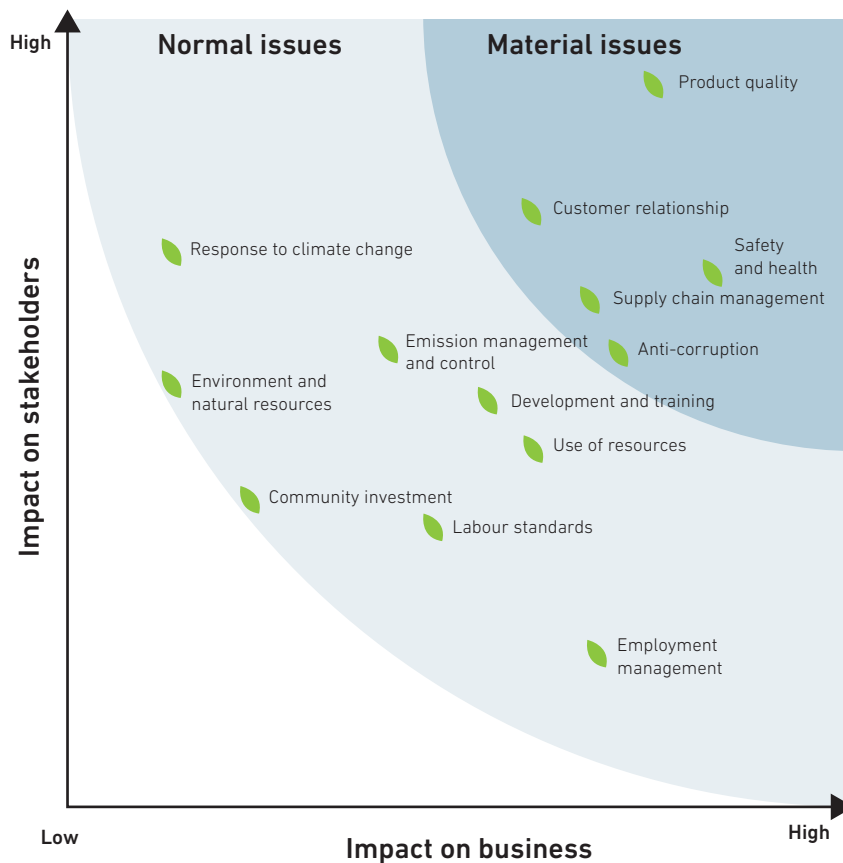 High
Normal issues
Material issues
Product quality
Customer relationship
Safety
and health
Response to climate change
Supply chain management
Emission management
and control
Anti-corruption
Environment and
natural resources
Development and training
Use of resources
Community investment
Labour standards
Employment
management
Impact on stakeholders
Low
Impact on business
High